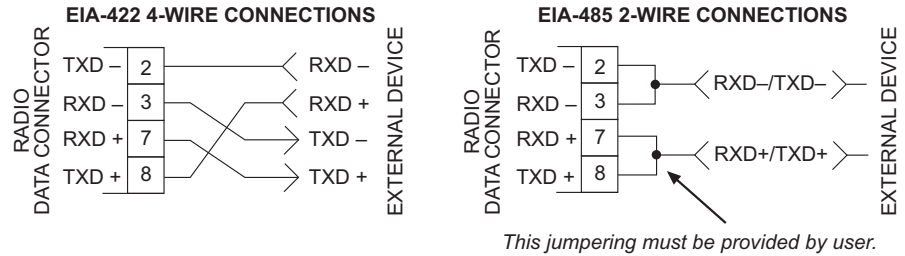 EIA-422 4-WIRE CONNECTIONS
RADIO
DATA CONNECTOR
TXD – 2 RXD –
RXD – 3 RXD +
RXD + 7 TXD –
TXD + 8 TXD +
EXTERNAL DEVICE
EIA-485 2-WIRE CONNECTIONS
RADIO
DATA CONNECTOR
TXD – 2
RXD – 3
RXD + 7
TXD + 8
RXD–/TXD–
RXD+/TXD+
EXTERNAL DEVICE
This jumpering must be provided by user.